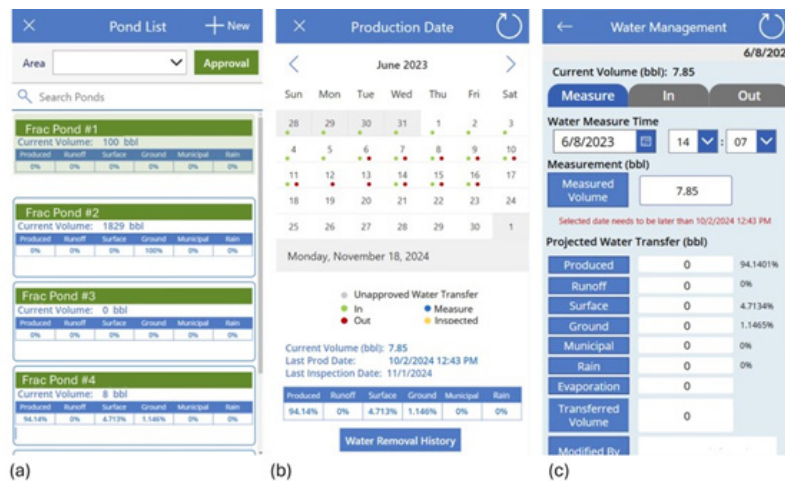 Pond List
New
Area
Approval
Search Ponds
Frac Pond #1
Current Volume: 100 bbl
Produced Runoff Surface Ground Municipal Rain
0% 0% 0% 0% 0% 0%
Frac Pond #2
Current Volume: 1829 bbl
Produced Runoff Surface Ground Municipal Rain
0% 0% 0% 100% 0% 0%
Frac Pond #3
Current Volume: 0 bbl
Produced Runoff Surface Ground Municipal Rain
0% 0% 0% 0% 0% 0%
Frac Pond #4
Current Volume: 8 bbl
Produced Runoff Surface Ground Municipal Rain
94.14% 0% 4.713% 1.146% 0% 0%
(a)
Production Date
June 2023
Sun Mon Tue Wed Thu Fri Sat
28 29 30 31 1 2 3
4 5 6 7 8 9 10
11 12 13 14 15 16 17
18 19 20 21 22 23 24
25 26 27 28 29 30 1
Monday, November 18, 2024
Unapproved Water Transfer
In Measure
Out Inspected
Current Volume (bbl): 7.85
Last Prod Date: 10/2/2024 12:43 PM
Last Inspection Date: 11/1/2024
Produced Runoff Surface Ground Municipal Rain
94.14% 0% 4.713% 1.146% 0% 0%
Water Removal History
(b)
Water Management
6/8/202
Current Volume (bbl): 7.85
Measure In Out
Water Measure Time
6/8/2023 14 : 07
Measurement (bbl)
Measured
Volume
7.85
Selected date needs to be later than 10/2/2024 12:43 PM
Projected Water Transfer (bbl)
Produced 0 94.1401%
Runoff 0 0%
Surface 0 4.7134%
Ground 0 1.1465%
Municipal 0 0%
Rain 0 0%
Evaporation 0
Transferred
Volume
0
Modified By
(c)